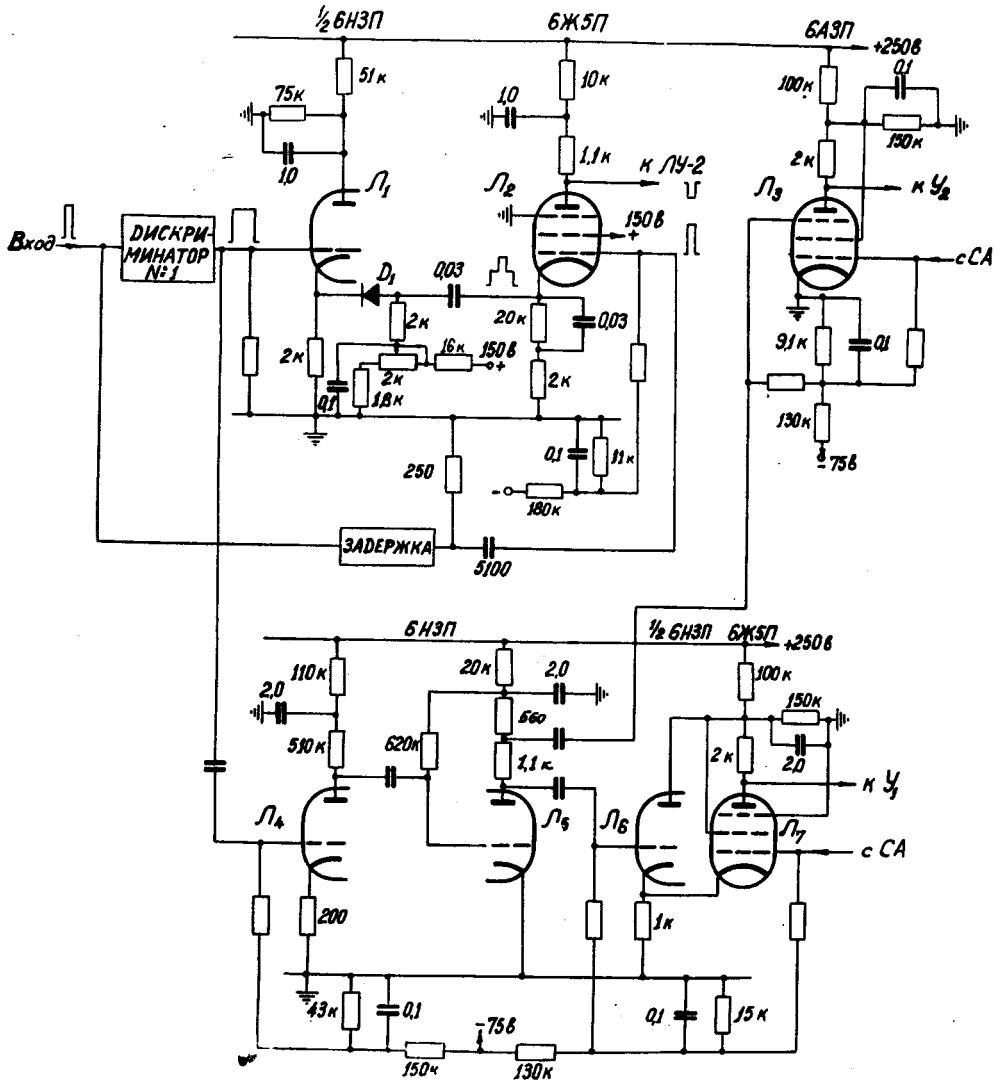 ½ 6Н3П
6Ж5П
6А3П
+250в
51к
10к
100к
0,1
75к
1,0
150к
1,0
1,1к
2к
Л₁
Л₂
к ЛУ-2
Л₃
к У₂
150в
+
Вход
ДИСКРИ-
МИНАТОР
№1
с СА
D₁
0,03
20к
0,03
2к
16к
150в
+
9,1к
0,1
2к
2к
2к
0,1
1,8к
130к
-75в
250
0,1
11к
-
180к
ЗАДЕРЖКА
5100
6Н3П
½ 6Н3П
6Ж5П
+250в
110к
20к
2,0
100к
2,0
150к
510к
620к
560
1,1к
2к
2,0
к У₁
Л₄
Л₅
Л₆
Л₇
с СА
200
1к
43к
0,1
-75в
0,1
15к
150к
130к